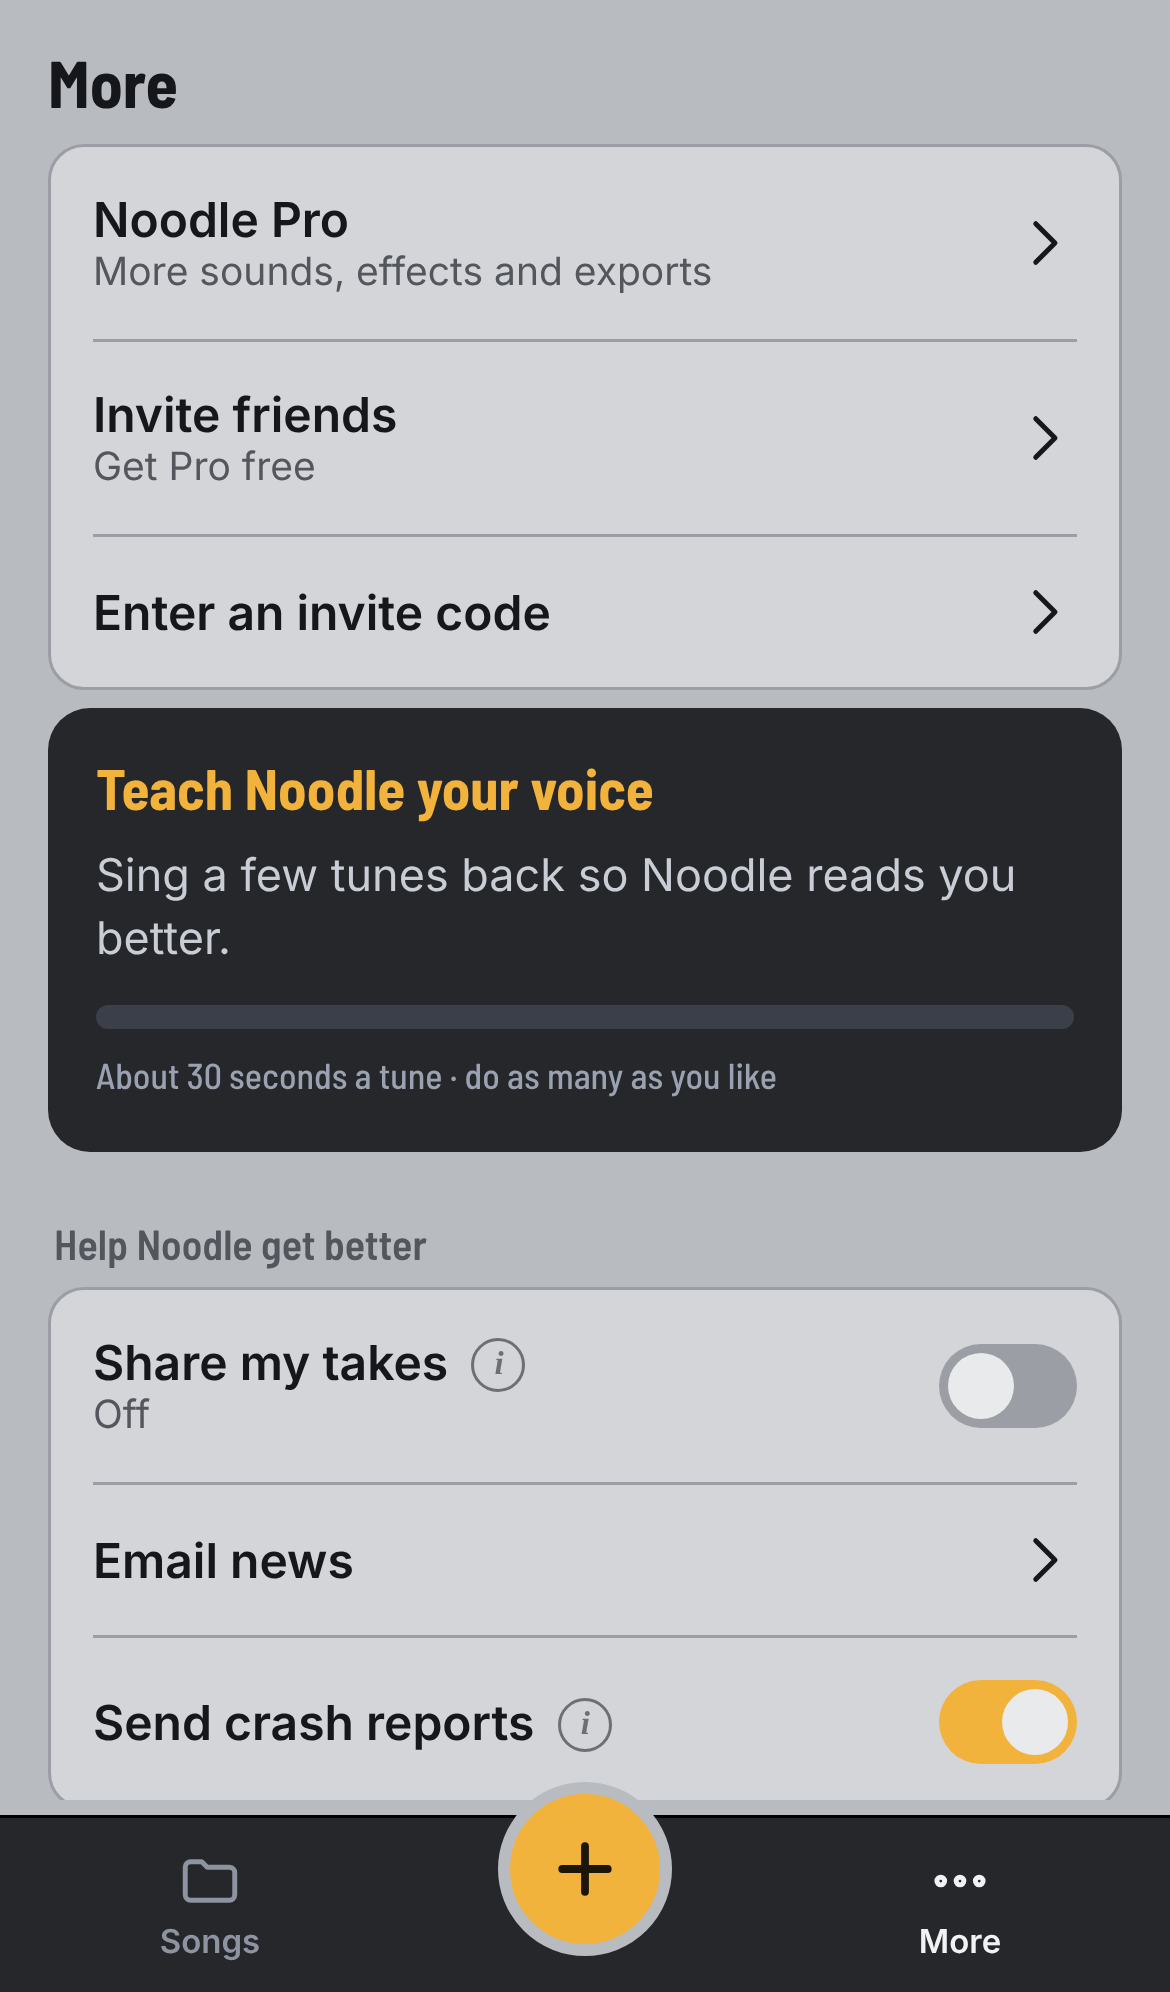 More
Noodle Pro
More sounds, effects and exports
Invite friends
Get Pro free
Enter an invite code
Teach Noodle your voice
Sing a few tunes back so Noodle reads you
better.
About 30 seconds a tune · do as many as you like
Help Noodle get better
Share my takes i
Off
Email news
Send crash reports i
Songs
More